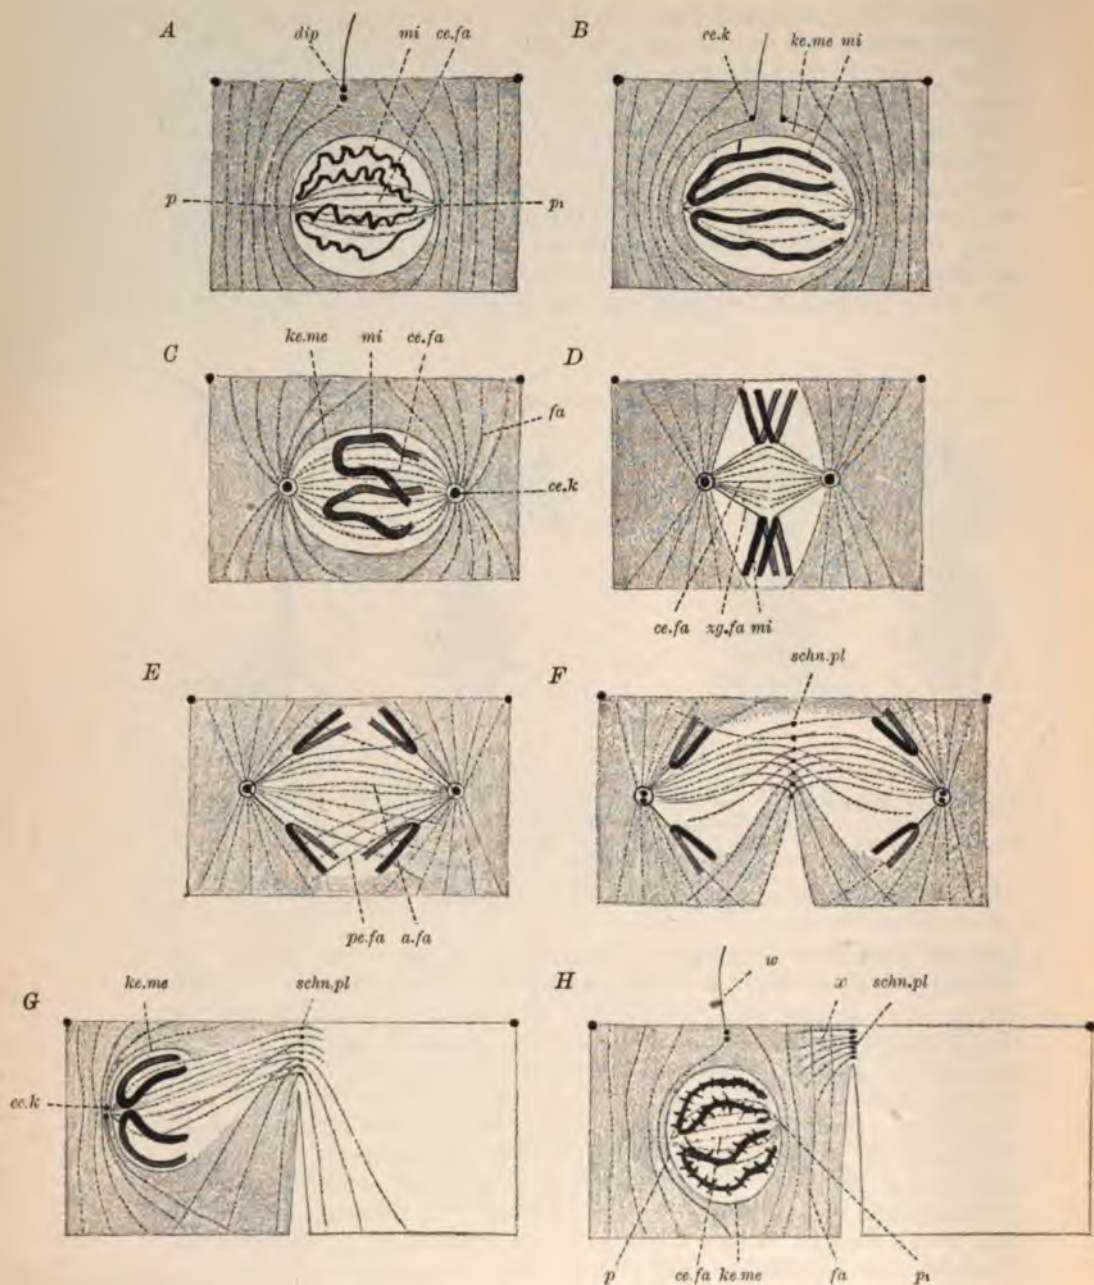 A
dip mi ce.fa
p p₁
B
ce.k ke.me mi
C
ke.me mi ce.fa
fa
ce.k
D
ce.fa zg.fa mi
E
pe.fa a.fa
F
schn.pl
G
ke.me schn.pl
ce.k
H
w
x schn.pl
p ce.fa ke.me fa p₁